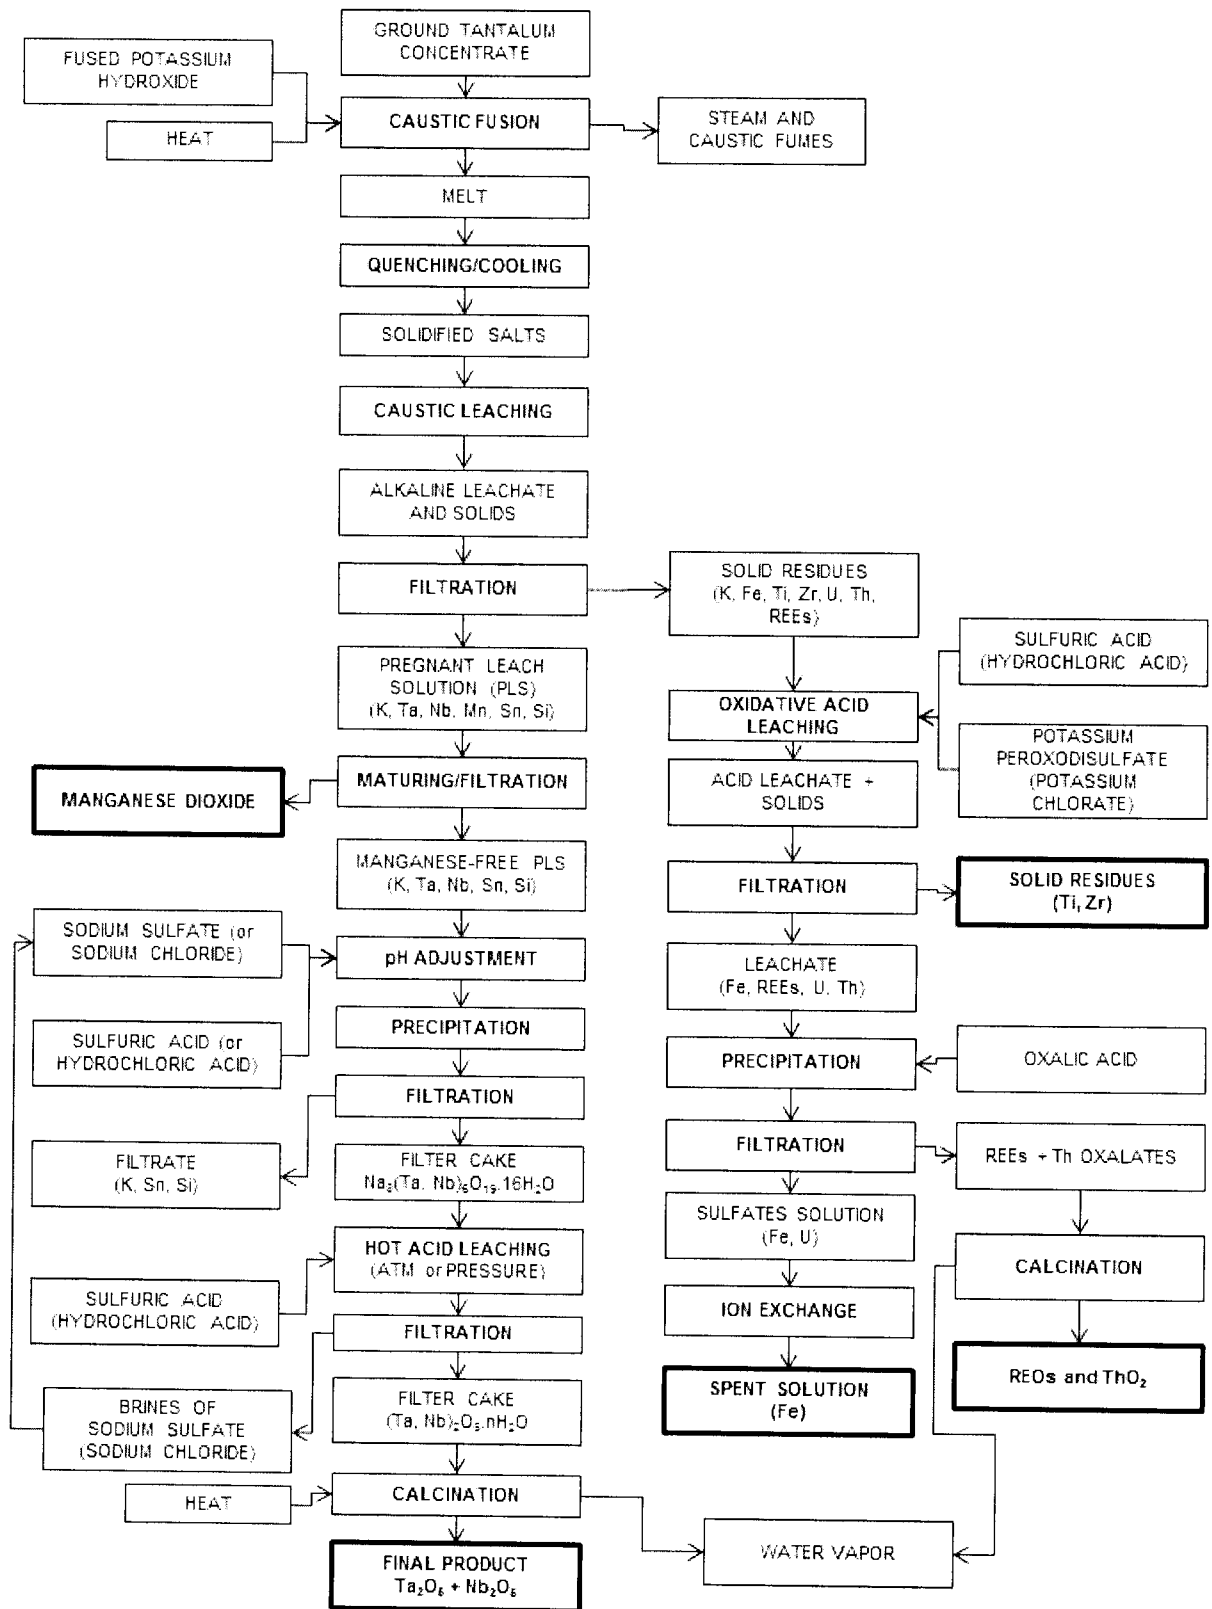 GROUND TANTALUM
CONCENTRATE
FUSED POTASSIUM
HYDROXIDE
HEAT
CAUSTIC FUSION
STEAM AND
CAUSTIC FUMES
MELT
QUENCHING/COOLING
SOLIDIFIED SALTS
CAUSTIC LEACHING
ALKALINE LEACHATE
AND SOLIDS
FILTRATION
SOLID RESIDUES
(K, Fe, Ti, Zr, U, Th,
REEs)
PREGNANT LEACH
SOLUTION (PLS)
(K, Ta, Nb, Mn, Sn, Si)
SULFURIC ACID
(HYDROCHLORIC ACID)
OXIDATIVE ACID
LEACHING
POTASSIUM
PEROXODISULFATE
(POTASSIUM
CHLORATE)
MATURING/FILTRATION
MANGANESE DIOXIDE
ACID LEACHATE +
SOLIDS
MANGANESE-FREE PLS
(K, Ta, Nb, Sn, Si)
FILTRATION
SOLID RESIDUES
(Ti, Zr)
SODIUM SULFATE (or
SODIUM CHLORIDE)
pH ADJUSTMENT
LEACHATE
(Fe, REEs, U, Th)
PRECIPITATION
SULFURIC ACID (or
HYDROCHLORIC ACID)
PRECIPITATION
OXALIC ACID
FILTRATION
FILTRATION
REEs + Th OXALATES
FILTRATE
(K, Sn, Si)
FILTER CAKE
Na₈(Ta, Nb)₆O₁₉.16H₂O
SULFATES SOLUTION
(Fe, U)
HOT ACID LEACHING
(ATM or PRESSURE)
CALCINATION
SULFURIC ACID
(HYDROCHLORIC ACID)
ION EXCHANGE
FILTRATION
REOs and ThO₂
SPENT SOLUTION
(Fe)
BRINES OF
SODIUM SULFATE
(SODIUM CHLORIDE)
FILTER CAKE
(Ta, Nb)₂O₅.nH₂O
HEAT
CALCINATION
WATER VAPOR
FINAL PRODUCT
Ta₂O₅ + Nb₂O₅